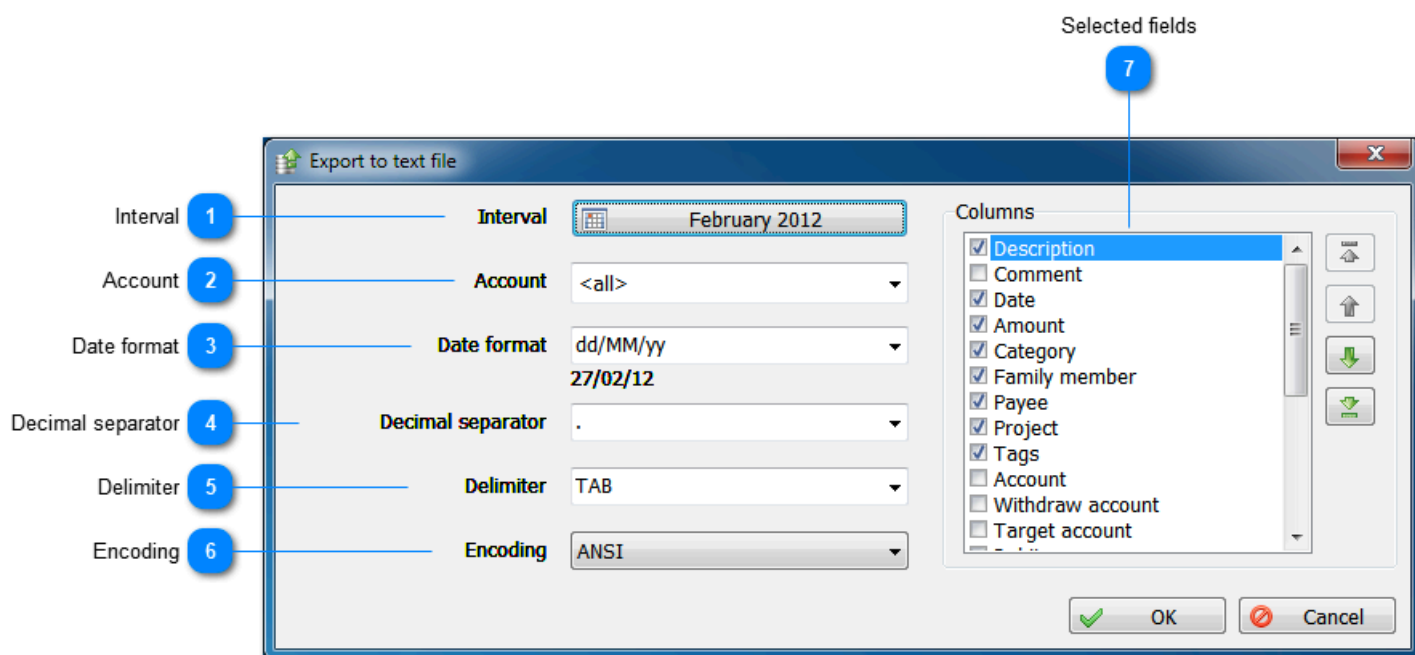 Selected fields
7
Export to text file
Interval 1 Interval February 2012
Account 2 Account <all>
Date format 3 Date format dd/MM/yy
27/02/12
Decimal separator 4 Decimal separator .
Delimiter 5 Delimiter TAB
Encoding 6 Encoding ANSI
Columns
Description
Comment
Date
Amount
Category
Family member
Payee
Project
Tags
Account
Withdraw account
Target account
OK Cancel